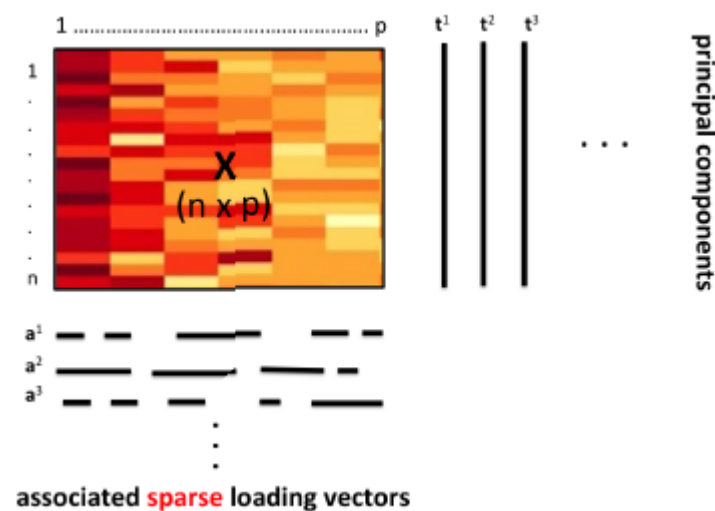 1 ........................................................ p
t¹ t² t³
1
.
.
.
.
.
.
.
n
X
(n x p)
. . .
principal components
a¹
a²
a³
.
.
.
associated sparse loading vectors